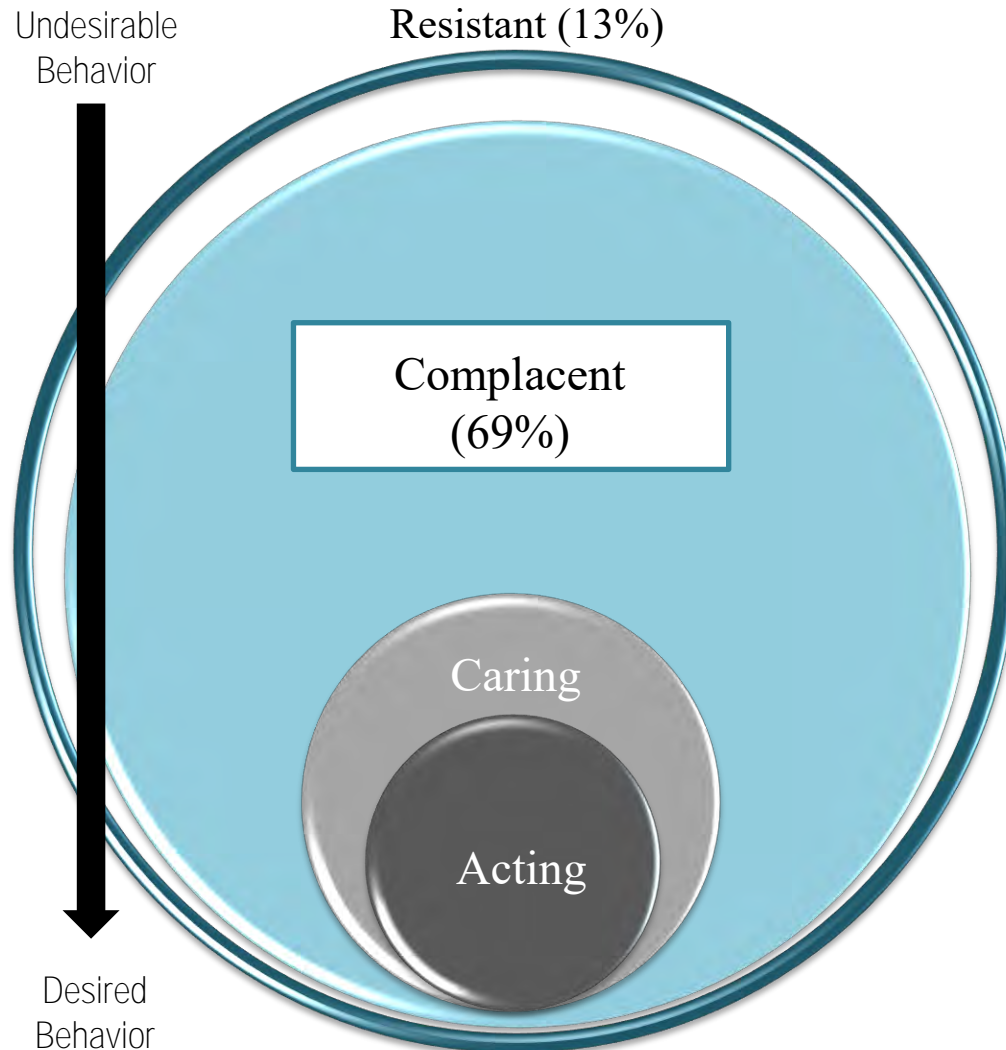 Undesirable
Behavior
Resistant (13%)
Complacent
(69%)
Caring
Acting
Desired
Behavior